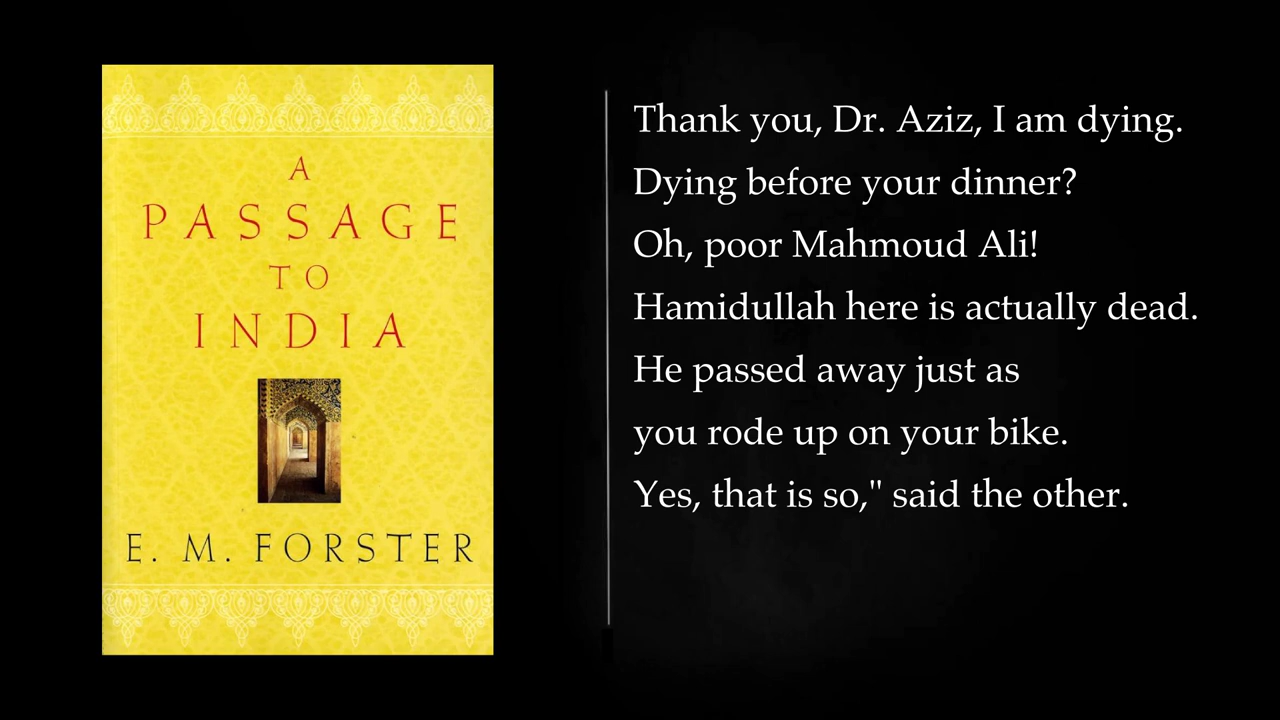 A
PASSAGE
TO
INDIA
E. M. FORSTER
Thank you, Dr. Aziz, I am dying.
Dying before your dinner?
Oh, poor Mahmoud Ali!
Hamidullah here is actually dead.
He passed away just as
you rode up on your bike.
Yes, that is so," said the other.